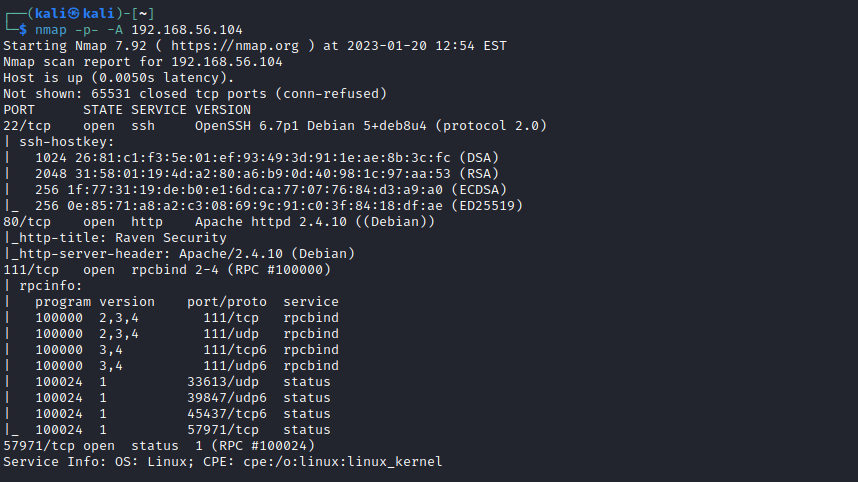 ┌──(kali㉿kali)-[~]
└─$ nmap -p- -A 192.168.56.104
Starting Nmap 7.92 ( https://nmap.org ) at 2023-01-20 12:54 EST
Nmap scan report for 192.168.56.104
Host is up (0.0050s latency).
Not shown: 65531 closed tcp ports (conn-refused)
PORT      STATE SERVICE VERSION
22/tcp    open  ssh     OpenSSH 6.7p1 Debian 5+deb8u4 (protocol 2.0)
| ssh-hostkey:
|   1024 26:81:c1:f3:5e:01:ef:93:49:3d:91:1e:ae:8b:3c:fc (DSA)
|   2048 31:58:01:19:4d:a2:80:a6:b9:0d:40:98:1c:97:aa:53 (RSA)
|   256 1f:77:31:19:de:b0:e1:6d:ca:77:07:76:84:d3:a9:a0 (ECDSA)
|_  256 0e:85:71:a8:a2:c3:08:69:9c:91:c0:3f:84:18:df:ae (ED25519)
80/tcp    open  http    Apache httpd 2.4.10 ((Debian))
|_http-title: Raven Security
|_http-server-header: Apache/2.4.10 (Debian)
111/tcp   open  rpcbind 2-4 (RPC #100000)
| rpcinfo:
|   program version    port/proto  service
|   100000  2,3,4        111/tcp   rpcbind
|   100000  2,3,4        111/udp   rpcbind
|   100000  3,4          111/tcp6  rpcbind
|   100000  3,4          111/udp6  rpcbind
|   100024  1          33613/udp   status
|   100024  1          39847/udp6  status
|   100024  1          45437/tcp6  status
|_  100024  1          57971/tcp   status
57971/tcp open  status  1 (RPC #100024)
Service Info: OS: Linux; CPE: cpe:/o:linux:linux_kernel